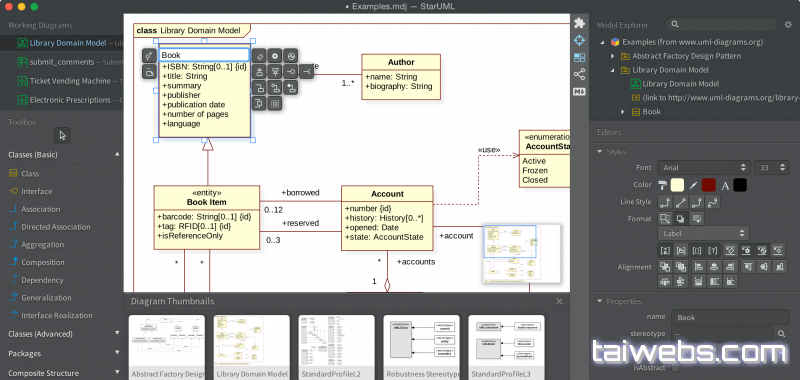 Examples.mdj — StarUML
Working Diagrams
Library Domain Model — Lib
submit_comments —
Ticket Vending Machine —
Electronic Prescriptions —
Toolbox
Classes (Basic)
Class
Interface
Association
Directed Association
Aggregation
Composition
Dependency
Generalization
Interface Realization
Classes (Advanced)
Packages
Composite Structure
class Library Domain Model
Book
+ISBN: String[0..1] {id}
+title: String
+summary
+publisher
+publication date
+number of pages
+language
1..*
Author
+name: String
+biography: String
«use»
«enumeration
AccountSta
Active
Frozen
Closed
«entity»
Book Item
+barcode: String[0..1] {id}
+tag: RFID[0..1] {id}
+isReferenceOnly
+borrowed
0..12
+reserved
0..3
Account
+number {id}
+history: History[0..*]
+opened: Date
+state: AccountState
+account
*
*
*
+accounts
1
Diagram Thumbnails
Abstract Factory Design
Library Domain Model
StandardProfileL2
Robustness Stereotype
StandardProfileL3
Model Explorer
Search
Examples (from www.uml-diagrams.org)
Abstract Factory Design Pattern
Library Domain Model
Library Domain Model
(link to http://www.uml-diagrams.org/library-
Book
Editors
Styles
Font
Arial
13
Color
A
Line Style
Format
Label
Alignment
Properties
name
Book
stereotype
isAbstract
taiwebs.com